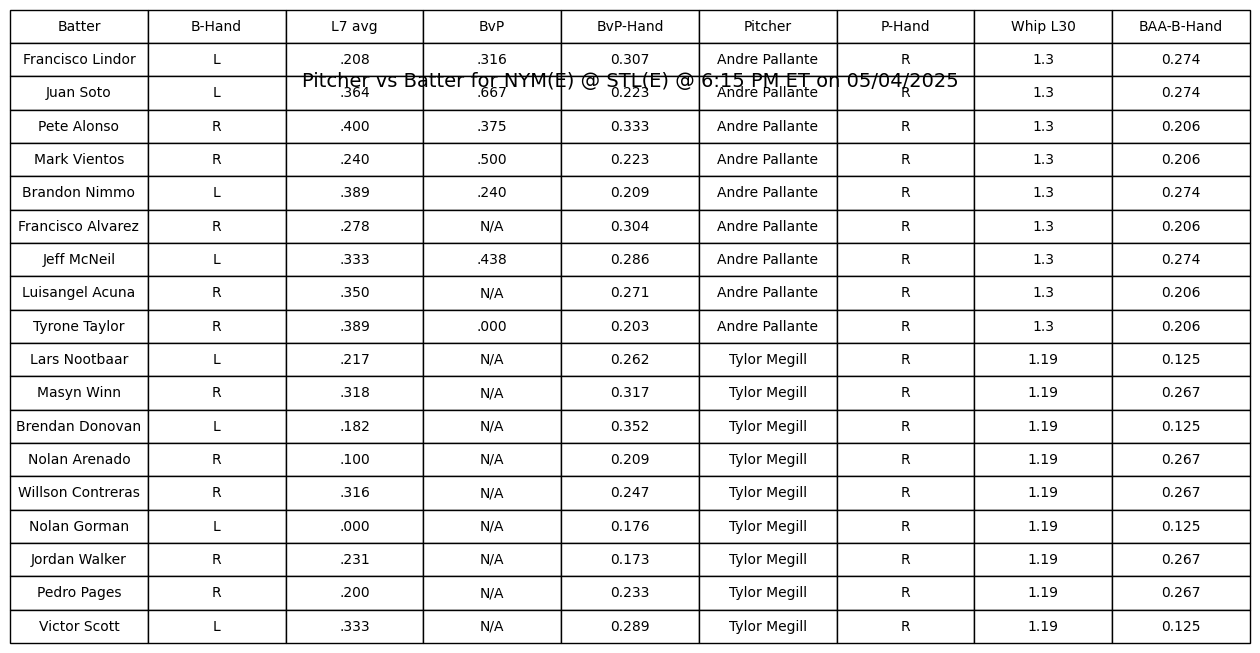 Batter B-Hand L7 avg BvP BvP-Hand Pitcher P-Hand Whip L30 BAA-B-Hand
Francisco Lindor L .208 .316 0.307 Andre Pallante R 1.3 0.274
Pitcher vs Batter for NYM(E) @ STL(E) @ 6:15 PM ET on 05/04/2025
Juan Soto L .364 .667 0.223 Andre Pallante R 1.3 0.274
Pete Alonso R .400 .375 0.333 Andre Pallante R 1.3 0.206
Mark Vientos R .240 .500 0.223 Andre Pallante R 1.3 0.206
Brandon Nimmo L .389 .240 0.209 Andre Pallante R 1.3 0.274
Francisco Alvarez R .278 N/A 0.304 Andre Pallante R 1.3 0.206
Jeff McNeil L .333 .438 0.286 Andre Pallante R 1.3 0.274
Luisangel Acuna R .350 N/A 0.271 Andre Pallante R 1.3 0.206
Tyrone Taylor R .389 .000 0.203 Andre Pallante R 1.3 0.206
Lars Nootbaar L .217 N/A 0.262 Tylor Megill R 1.19 0.125
Masyn Winn R .318 N/A 0.317 Tylor Megill R 1.19 0.267
Brendan Donovan L .182 N/A 0.352 Tylor Megill R 1.19 0.125
Nolan Arenado R .100 N/A 0.209 Tylor Megill R 1.19 0.267
Willson Contreras R .316 N/A 0.247 Tylor Megill R 1.19 0.267
Nolan Gorman L .000 N/A 0.176 Tylor Megill R 1.19 0.125
Jordan Walker R .231 N/A 0.173 Tylor Megill R 1.19 0.267
Pedro Pages R .200 N/A 0.233 Tylor Megill R 1.19 0.267
Victor Scott L .333 N/A 0.289 Tylor Megill R 1.19 0.125